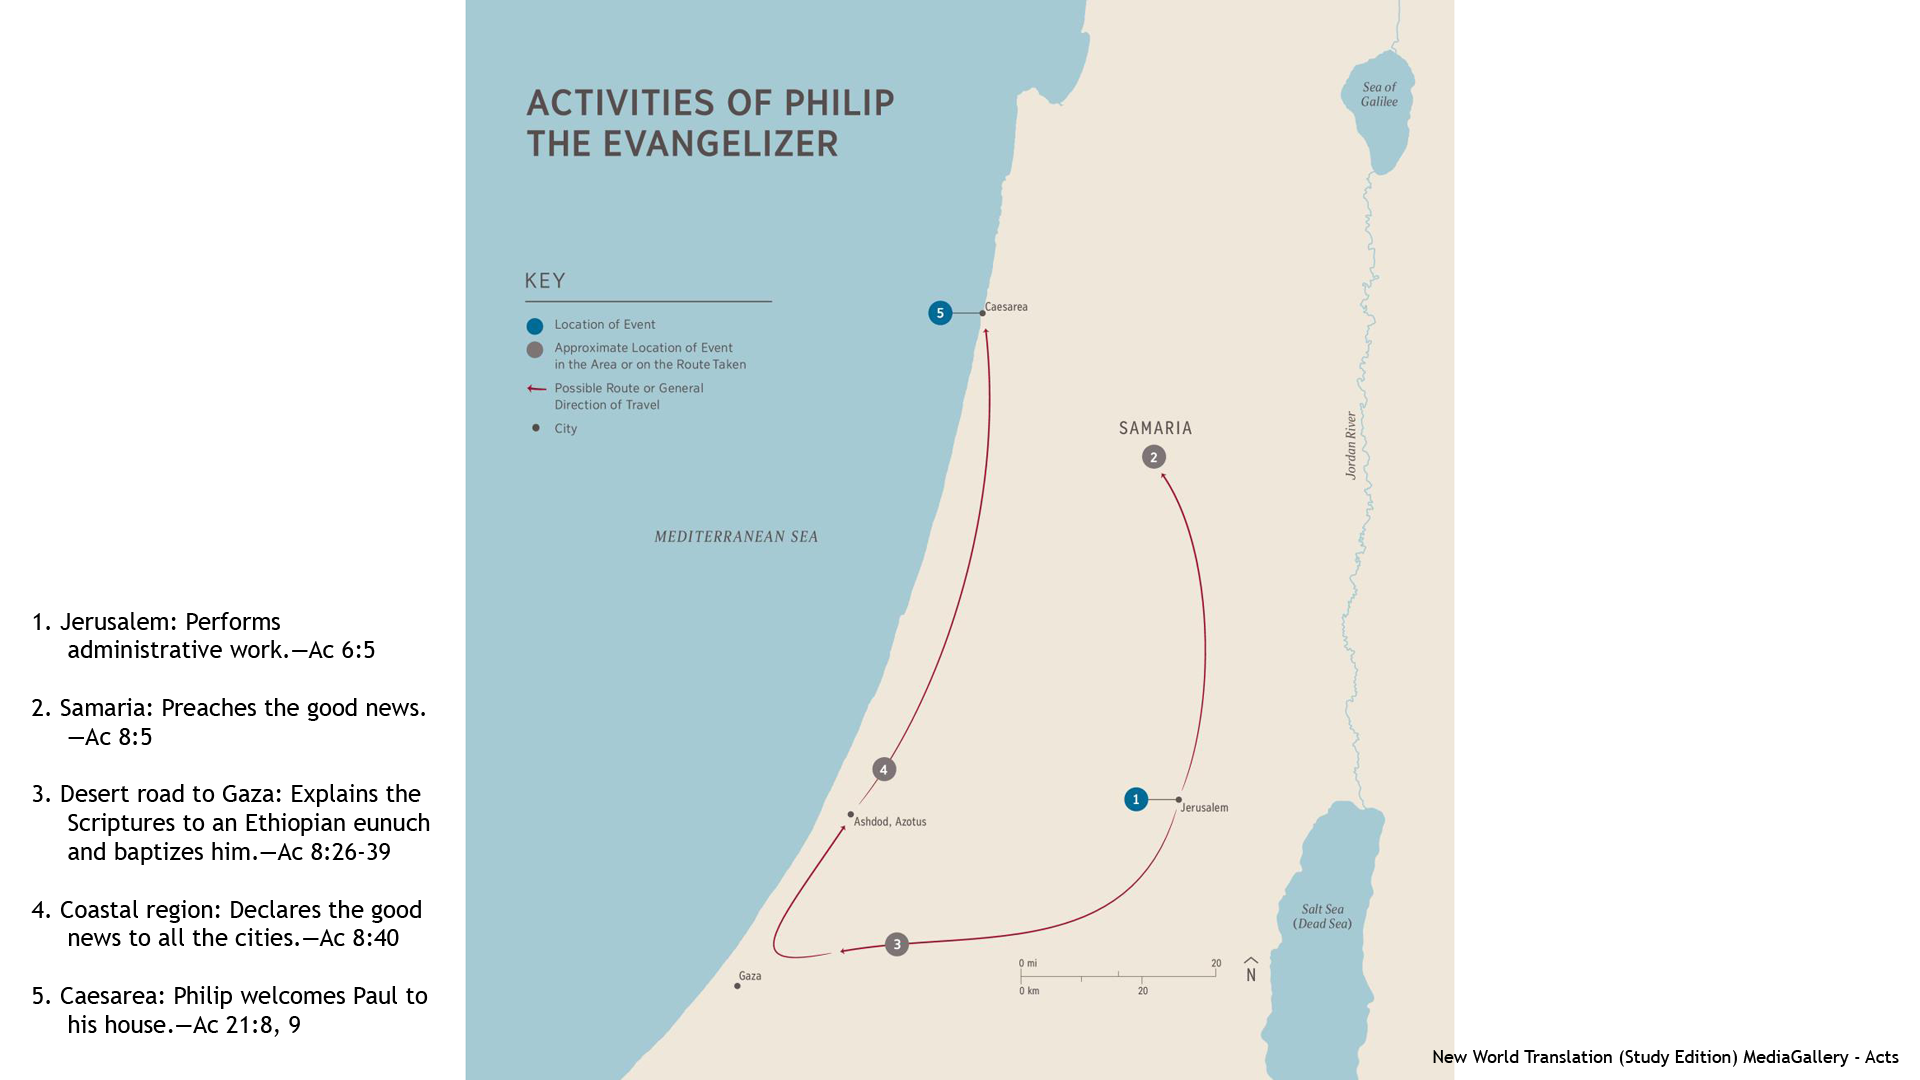 ACTIVITIES OF PHILIP
THE EVANGELIZER
KEY
Location of Event
Approximate Location of Event
in the Area or on the Route Taken
Possible Route or General
Direction of Travel
City
Sea of
Galilee
5
Caesarea
SAMARIA
2
Jordan River
MEDITERRANEAN SEA
4
Ashdod, Azotus
1
Jerusalem
3
Gaza
Salt Sea
(Dead Sea)
0 mi 20
0 km 20
N
1. Jerusalem: Performs
administrative work.—Ac 6:5
2. Samaria: Preaches the good news.
—Ac 8:5
3. Desert road to Gaza: Explains the
Scriptures to an Ethiopian eunuch
and baptizes him.—Ac 8:26-39
4. Coastal region: Declares the good
news to all the cities.—Ac 8:40
5. Caesarea: Philip welcomes Paul to
his house.—Ac 21:8, 9
New World Translation (Study Edition) MediaGallery - Acts